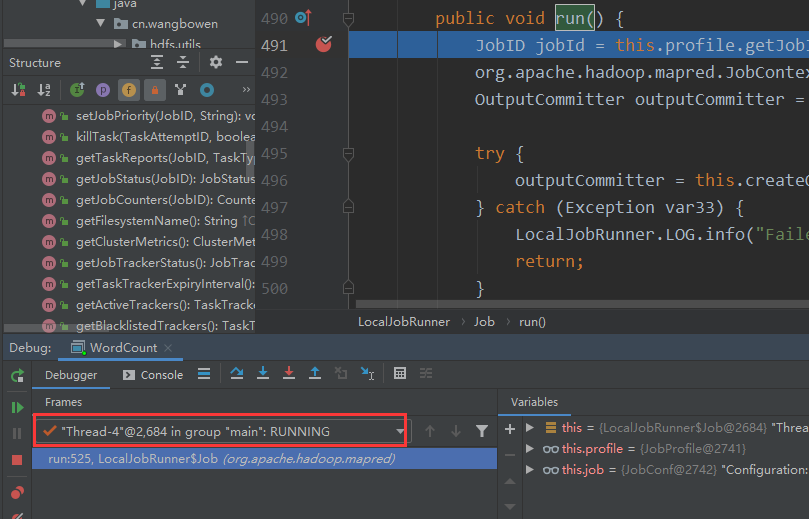 java
cn.wangbowen
hdfs.utils
Structure
setJobPriority(JobID, String): vo
killTask(TaskAttemptID, boolea
getTaskReports(JobID, TaskTyp
getJobStatus(JobID): JobStatus
getJobCounters(JobID): Counte
getFilesystemName(): String ↑C
getClusterMetrics(): ClusterMet
getJobTrackerStatus(): JobTrac
getTaskTrackerExpiryInterval():
getActiveTrackers(): TaskTracke
getBlacklistedTrackers(): TaskT
490 public void run() {
491 JobID jobId = this.profile.getJobI
492 org.apache.hadoop.mapred.JobContex
493 OutputCommitter outputCommitter =
494
495 try {
496 outputCommitter = this.createO
497 } catch (Exception var33) {
498 LocalJobRunner.LOG.info("Faile
499 return;
500 }
LocalJobRunner › Job › run()
Debug: WordCount ×
Debugger Console
Frames
"Thread-4"@2,684 in group "main": RUNNING
run:525, LocalJobRunner$Job (org.apache.hadoop.mapred)
Variables
this = {LocalJobRunner$Job@2684} "Threa
this.profile = {JobProfile@2741}
this.job = {JobConf@2742} "Configuration: